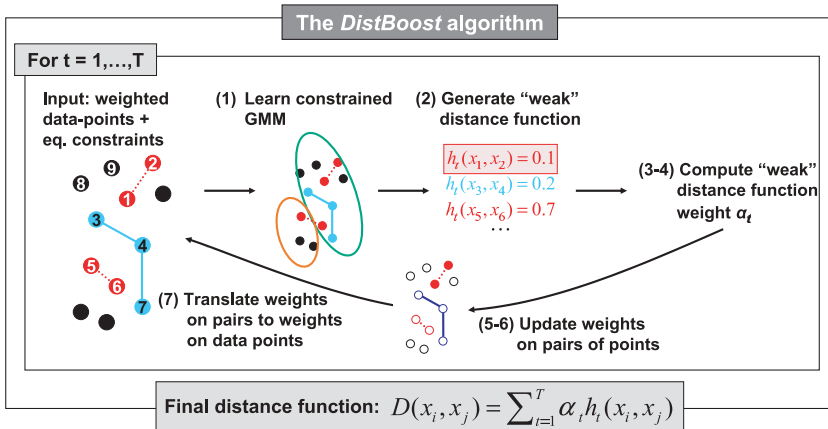 The DistBoost algorithm
For t = 1,...,T
Input: weighted
data-points +
eq. constraints
(1) Learn constrained
GMM
(2) Generate “weak”
distance function
h_t(x_1, x_2) = 0.1
h_t(x_3, x_4) = 0.2
h_t(x_5, x_6) = 0.7
...
(3-4) Compute “weak”
distance function
weight α_t
9
2
8
1
3
4
5
6
7
(7) Translate weights
on pairs to weights
on data points
(5-6) Update weights
on pairs of points
Final distance function: D(x_i, x_j) = ∑_{t=1}^{T} α_t h_t(x_i, x_j)